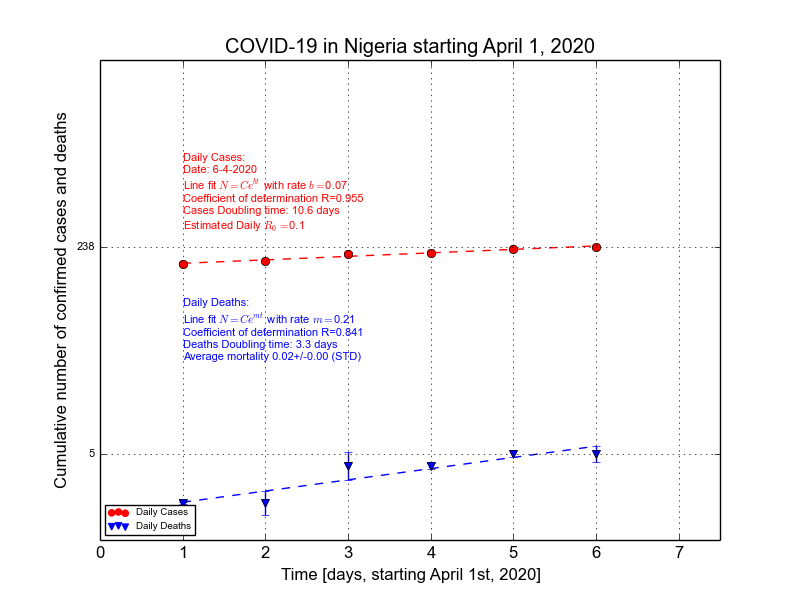 COVID-19 in Nigeria starting April 1, 2020
Cumulative number of confirmed cases and deaths
Daily Cases:
Date: 6-4-2020
Line fit N = Ce^{bt} with rate b =0.07
Coefficient of determination R=0.955
Cases Doubling time: 10.6 days
Estimated Daily R_0 =0.1
238
Daily Deaths:
Line fit N = Ce^{mt} with rate m =0.21
Coefficient of determination R=0.841
Deaths Doubling time: 3.3 days
Average mortality 0.02+/-0.00 (STD)
5
Daily Cases
Daily Deaths
0 1 2 3 4 5 6 7
Time [days, starting April 1st, 2020]